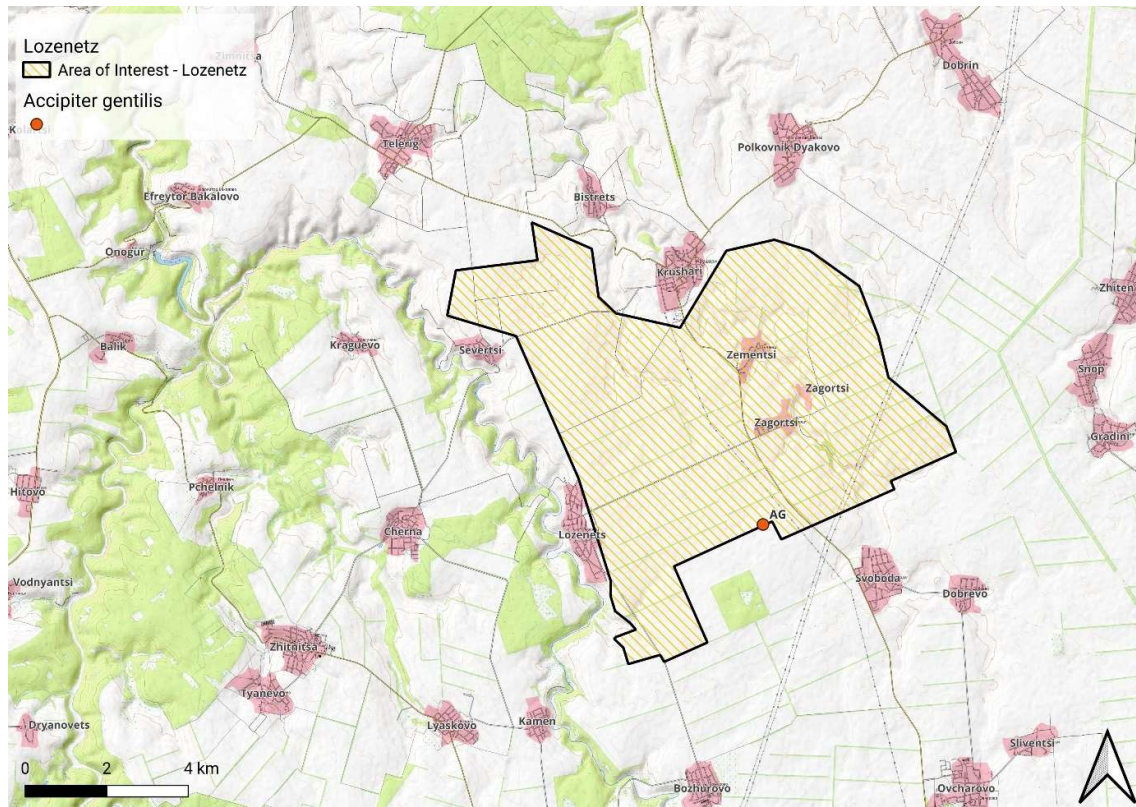 Lozenetz
Area of Interest - Lozenetz
Accipiter gentilis
Zimnitsa
Dobrin
Telerig
Polkovnik Dyakovo
Efreytor Bakalovo
Bistrets
Onogur
Krushari
Zhiten
Balik
Kraguevo
Severtsi
Zementsi
Snop
Zagortsi
Zagortsi
Gradini
Hitovo
Pchelnik
AG
Cherna
Lozenets
Vodnyantsi
Svoboda
Dobrevo
Zhitnitsa
Tyanevo
Dryanovets
Lyaskovo
Kamen
Sliventsi
0 2 4 km
Bozhurovo
Ovcharovo